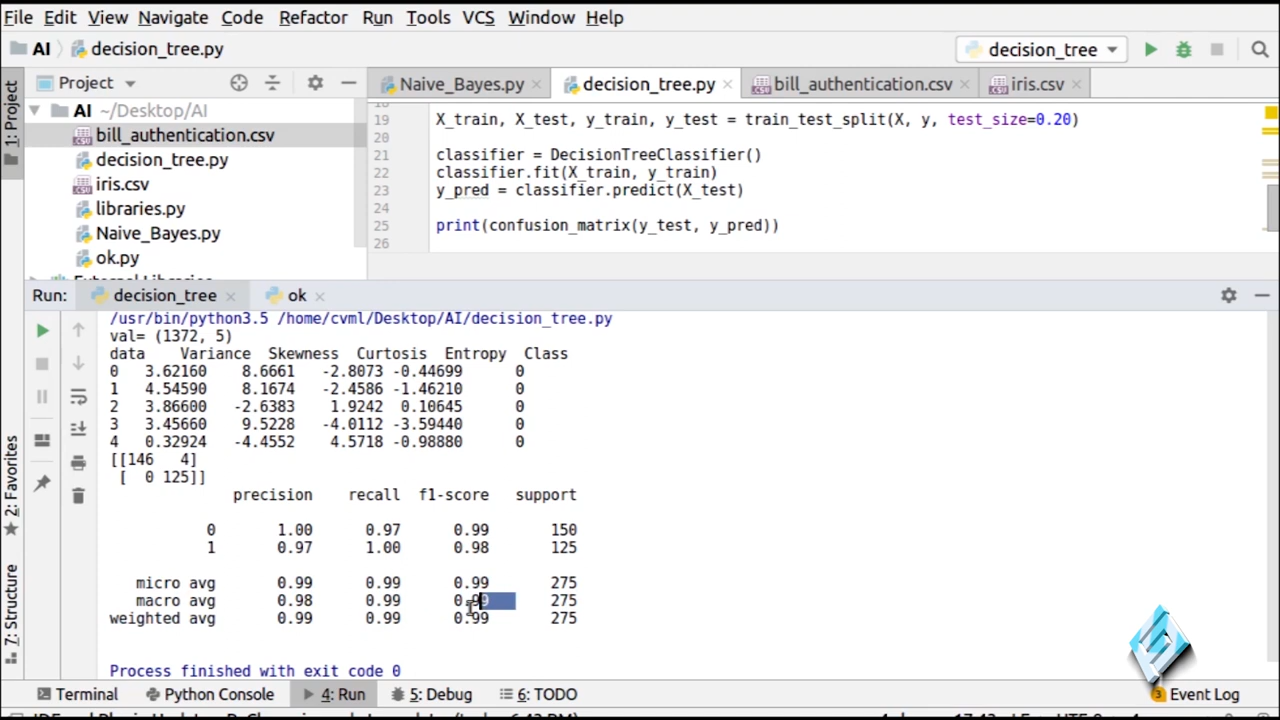 File Edit View Navigate Code Refactor Run Tools VCS Window Help
AI decision_tree.py decision_tree
1: Project
Project
Naive_Bayes.py decision_tree.py bill_authentication.csv iris.csv
AI ~/Desktop/AI
bill_authentication.csv
decision_tree.py
iris.csv
libraries.py
Naive_Bayes.py
ok.py
19 X_train, X_test, y_train, y_test = train_test_split(X, y, test_size=0.20)
20
21 classifier = DecisionTreeClassifier()
22 classifier.fit(X_train, y_train)
23 y_pred = classifier.predict(X_test)
24
25 print(confusion_matrix(y_test, y_pred))
26
Run: decision_tree ok
/usr/bin/python3.5 /home/cvml/Desktop/AI/decision_tree.py
val= (1372, 5)
data Variance Skewness Curtosis Entropy Class
0 3.62160 8.6661 -2.8073 -0.44699 0
1 4.54590 8.1674 -2.4586 -1.46210 0
2 3.86600 -2.6383 1.9242 0.10645 0
3 3.45660 9.5228 -4.0112 -3.59440 0
4 0.32924 -4.4552 4.5718 -0.98880 0
[[146 4]
[ 0 125]]
precision recall f1-score support
0 1.00 0.97 0.99 150
1 0.97 1.00 0.98 125
micro avg 0.99 0.99 0.99 275
macro avg 0.98 0.99 0.99 275
weighted avg 0.99 0.99 0.99 275
Process finished with exit code 0
2: Favorites
7: Structure
Terminal Python Console 4: Run 5: Debug 6: TODO 3 Event Log